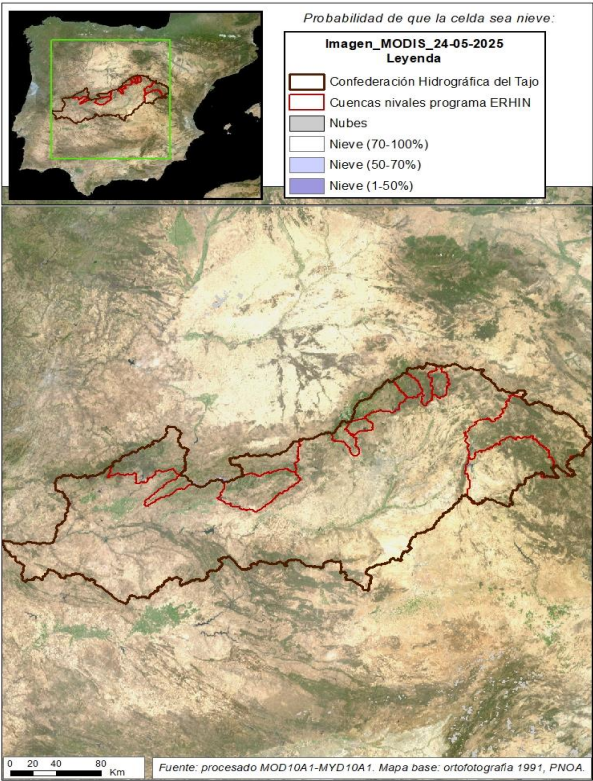 Probabilidad de que la celda sea nieve:
Imagen_MODIS_24-05-2025
Leyenda
Confederación Hidrográfica del Tajo
Cuencas nivales programa ERHIN
Nubes
Nieve (70-100%)
Nieve (50-70%)
Nieve (1-50%)
0 20 40 80
Km
Fuente: procesado MOD10A1-MYD10A1. Mapa base: ortofotografia 1991, PNOA.